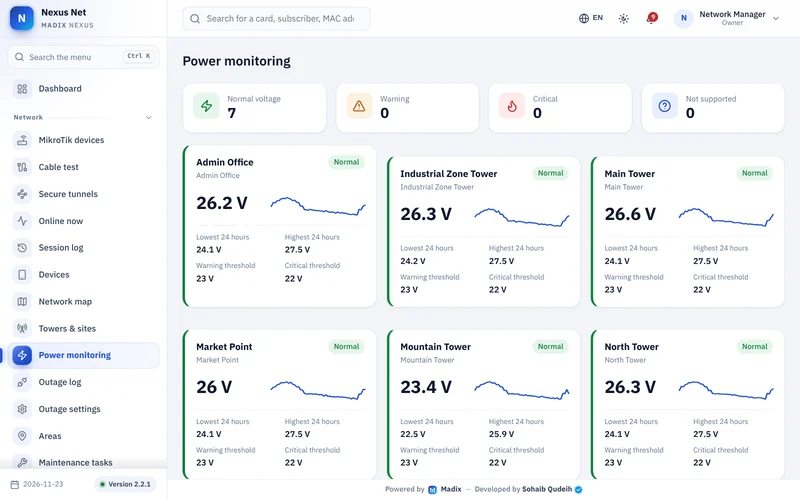 N
Nexus Net
MADIX NEXUS
Search the menu
Ctrl K
Dashboard
Network
MikroTik devices
Cable test
Secure tunnels
Online now
Session log
Devices
Network map
Towers & sites
Power monitoring
Outage log
Outage settings
Areas
Maintenance tasks
2026-11-23
Version 2.2.1
Search for a card, subscriber, MAC
EN
9
N
Network Manager
Owner
Power monitoring
Normal voltage
7
Warning
0
Critical
0
Not supported
0
Admin Office
Normal
Admin Office
26.2 V
Lowest 24 hours
Highest 24 hours
24.1 V
27.5 V
Warning threshold
Critical threshold
23 V
22 V
Industrial Zone Tower
Normal
Industrial Zone Tower
26.3 V
Lowest 24 hours
Highest 24 hours
24.2 V
27.5 V
Warning threshold
Critical threshold
23 V
22 V
Main Tower
Normal
Main Tower
26.6 V
Lowest 24 hours
Highest 24 hours
24.1 V
27.5 V
Warning threshold
Critical threshold
23 V
22 V
Market Point
Normal
Market Point
26 V
Lowest 24 hours
Highest 24 hours
24.1 V
27.5 V
Warning threshold
Critical threshold
23 V
22 V
Mountain Tower
Normal
Mountain Tower
23.4 V
Lowest 24 hours
Highest 24 hours
22.5 V
25.9 V
Warning threshold
Critical threshold
23 V
22 V
North Tower
Normal
North Tower
26.3 V
Lowest 24 hours
Highest 24 hours
24.1 V
27.5 V
Warning threshold
Critical threshold
23 V
22 V
Powered by Madix — Developed by Sohaib Qudeih